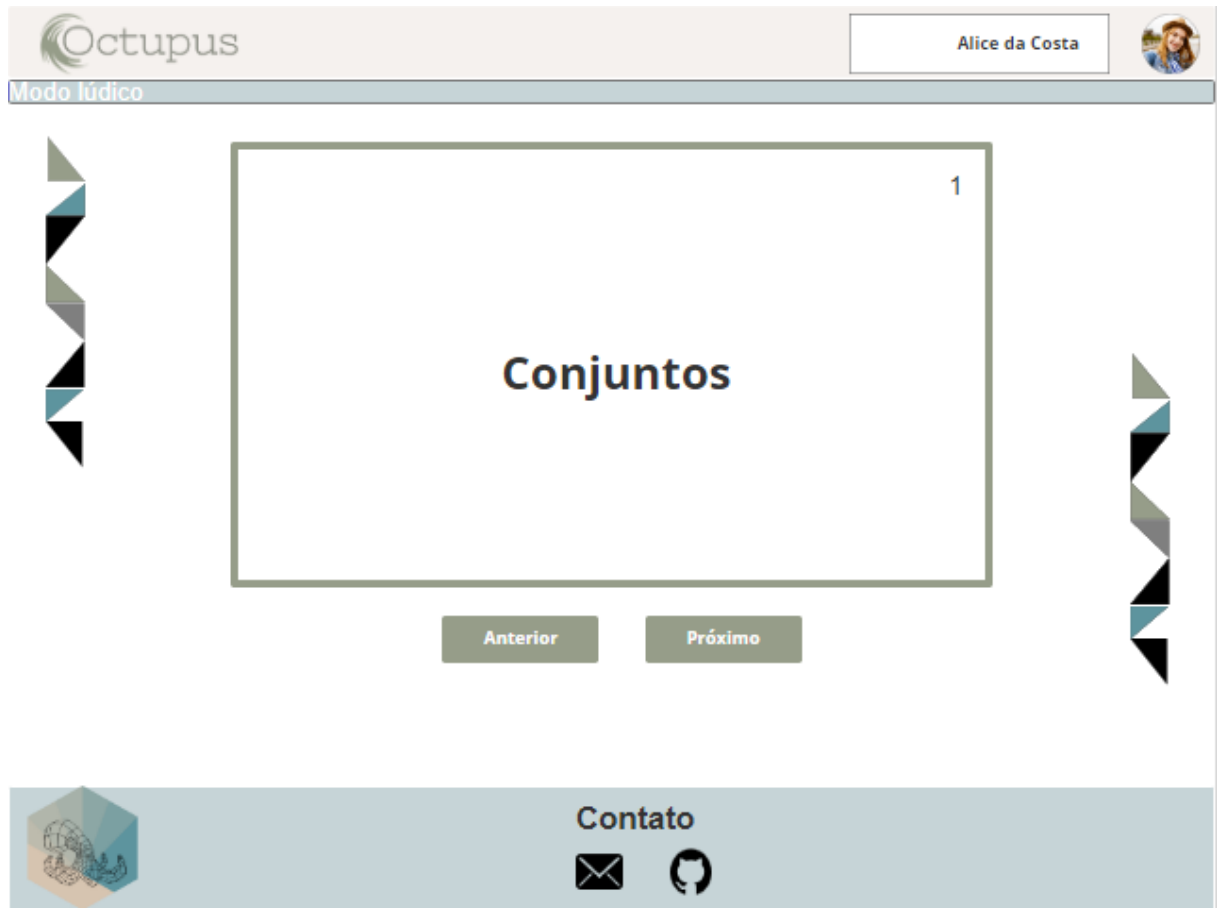 Octupus
Alice da Costa
Modo lúdico
1
Conjuntos
Anterior
Próximo
Contato